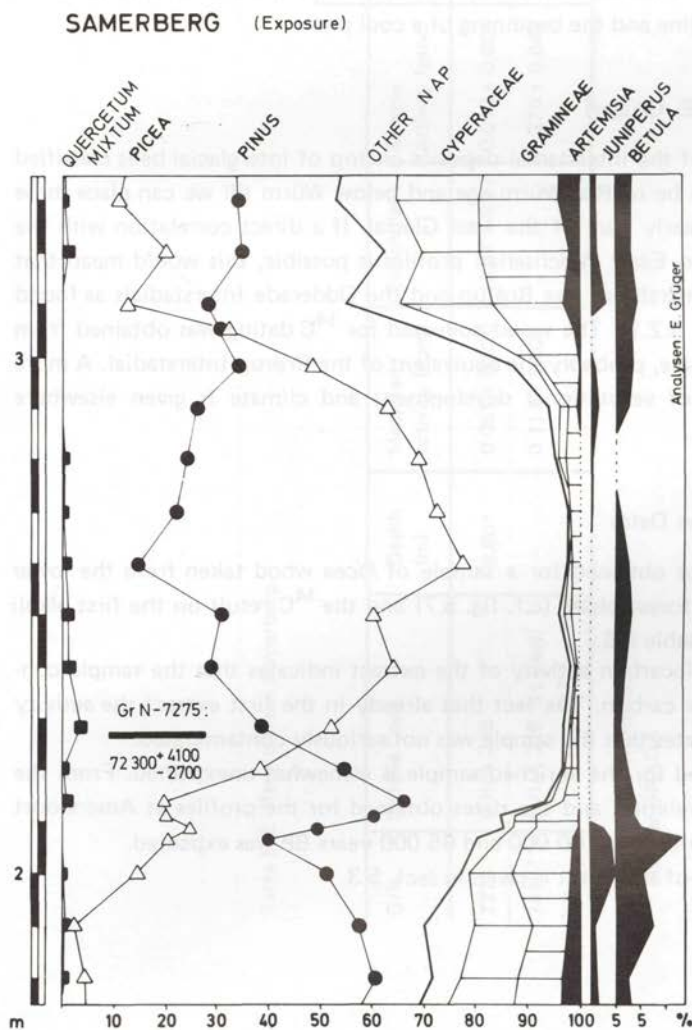 SAMERBERG (Exposure)
QUERCETUM
MIXTUM
PICEA
PINUS
OTHER NAP
CYPERACEAE
GRAMINEAE
ARTEMISIA
JUNIPERUS
BETULA
3
Analysen: E. Grüger
Gr N-7275:
72 300 + 4100
- 2700
2
m 10 20 30 40 50 60 70 80 90 100 5 5 %